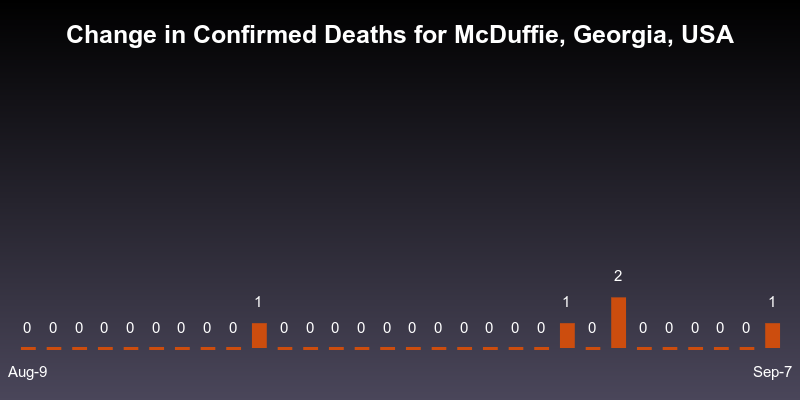 Change in Confirmed Deaths for McDuffie, Georgia, USA
2
1 1 1
0 0 0 0 0 0 0 0 0 0 0 0 0 0 0 0 0 0 0 0 0 0 0 0 0 0
Aug-9 Sep-7